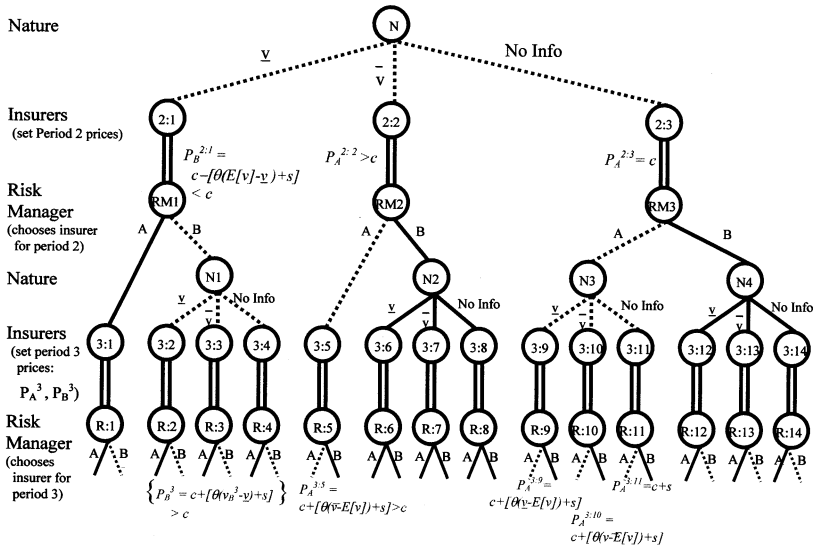 Nature
N
v
v̄
No Info
Insurers
(set Period 2 prices)
2:1
2:2
2:3
P_B^{2:1} =
c−[θ(E[v]-v̲)+s]
< c
P_A^{2:2} >c
P_A^{2:3} = c
Risk
Manager
(chooses insurer
for period 2)
RM1
RM2
RM3
A
B
A
B
A
B
Nature
N1
N2
N3
N4
v̲
v̄
No Info
v̲
v̄
No Info
v̲
v̄
No Info
v̲
v̄
No Info
Insurers
(set period 3
prices:
P_A^3, P_B^3)
3:1
3:2
3:3
3:4
3:5
3:6
3:7
3:8
3:9
3:10
3:11
3:12
3:13
3:14
Risk
Manager
(chooses
insurer for
period 3)
R:1
R:2
R:3
R:4
R:5
R:6
R:7
R:8
R:9
R:10
R:11
R:12
R:13
R:14
A B
A B
A B
A B
A B
A B
A B
A B
A B
A B
A B
A B
A B
A B
{ P_B^3 = c+[θ(v_B^3-v̲)+s] }
> c
P_A^{3:5} =
c+[θ(v̄-E[v])+s]>c
P_A^{3:9}=
c+[θ(v̲-E[v])+s]
P_A^{3:11}=c+s
P_A^{3:10} =
c+[θ(v-E[v])+s]